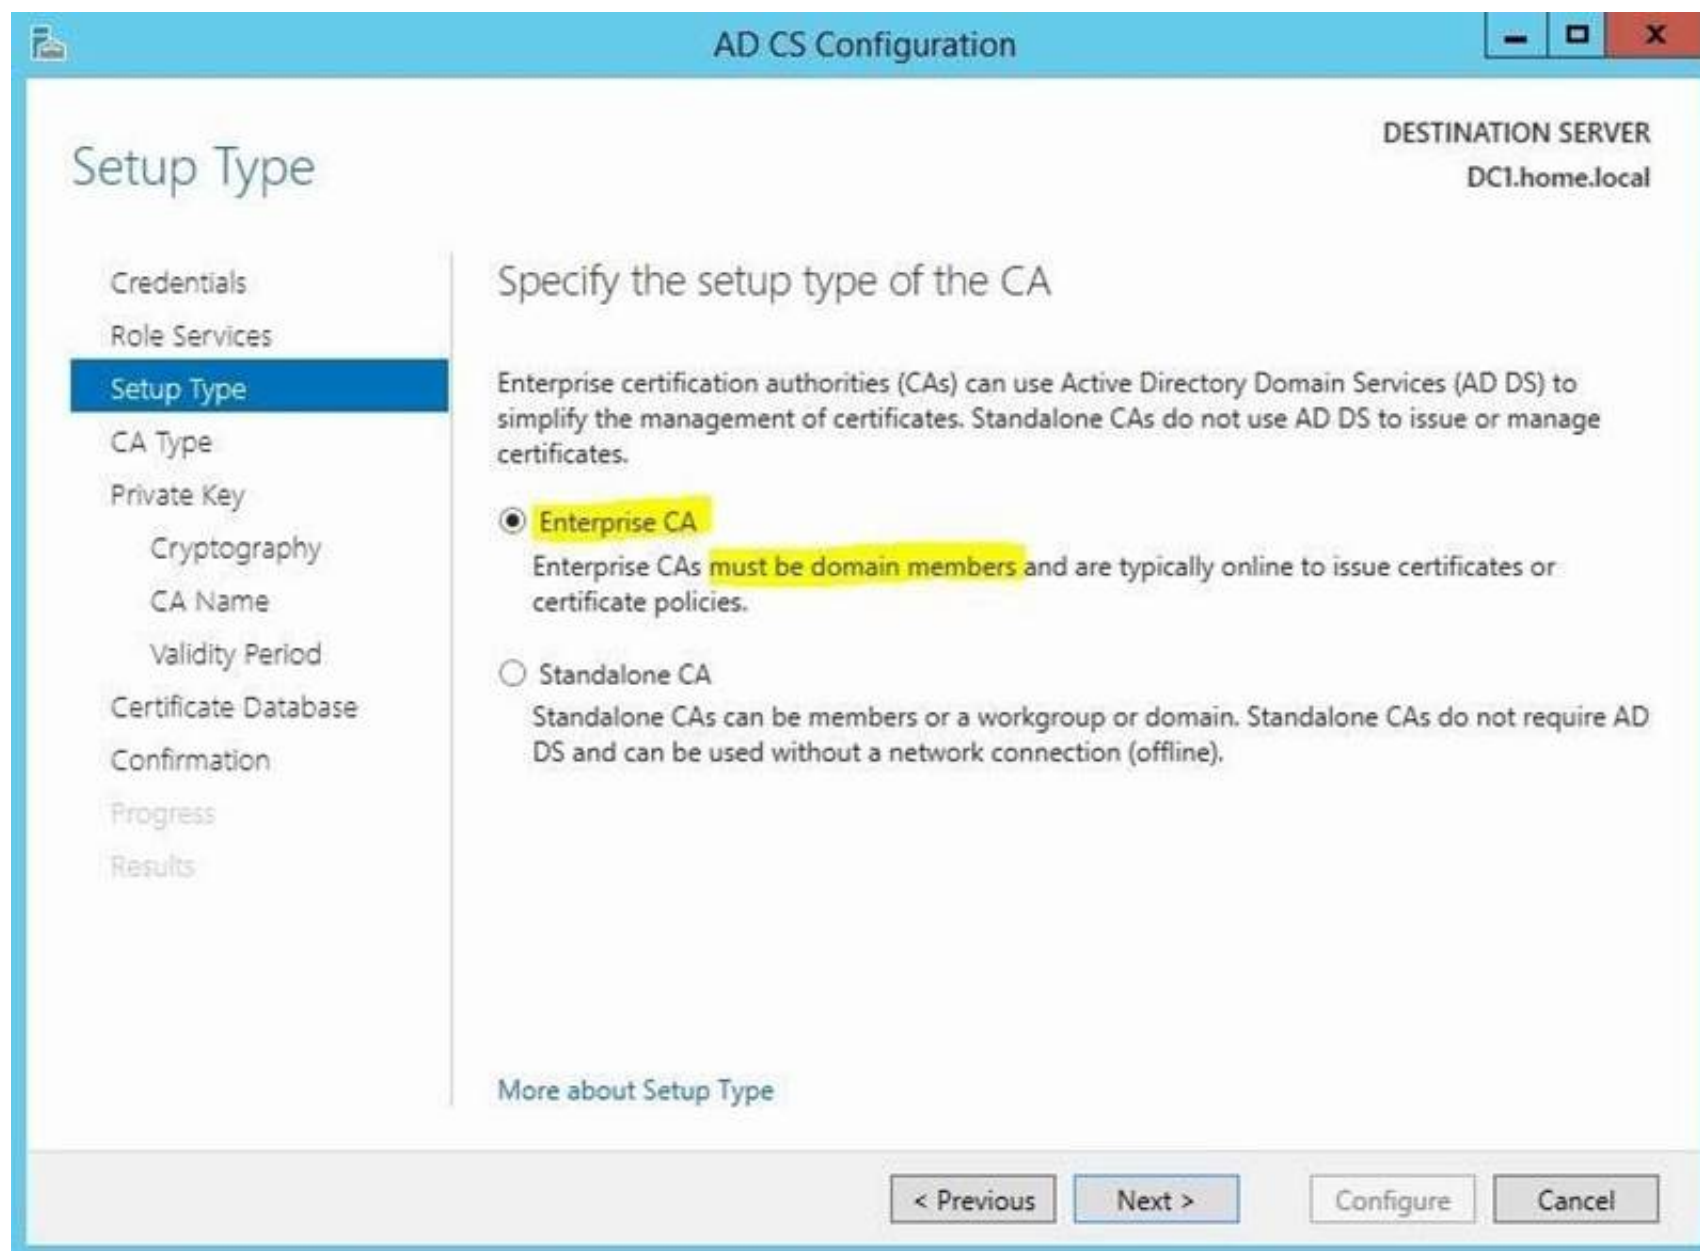 AD CS Configuration
Setup Type
DESTINATION SERVER
DC1.home.local
Credentials
Role Services
Setup Type
CA Type
Private Key
Cryptography
CA Name
Validity Period
Certificate Database
Confirmation
Progress
Results
Specify the setup type of the CA
Enterprise certification authorities (CAs) can use Active Directory Domain Services (AD DS) to
simplify the management of certificates. Standalone CAs do not use AD DS to issue or manage
certificates.
Enterprise CA
Enterprise CAs must be domain members and are typically online to issue certificates or
certificate policies.
Standalone CA
Standalone CAs can be members or a workgroup or domain. Standalone CAs do not require AD
DS and can be used without a network connection (offline).
More about Setup Type
< Previous
Next >
Configure
Cancel